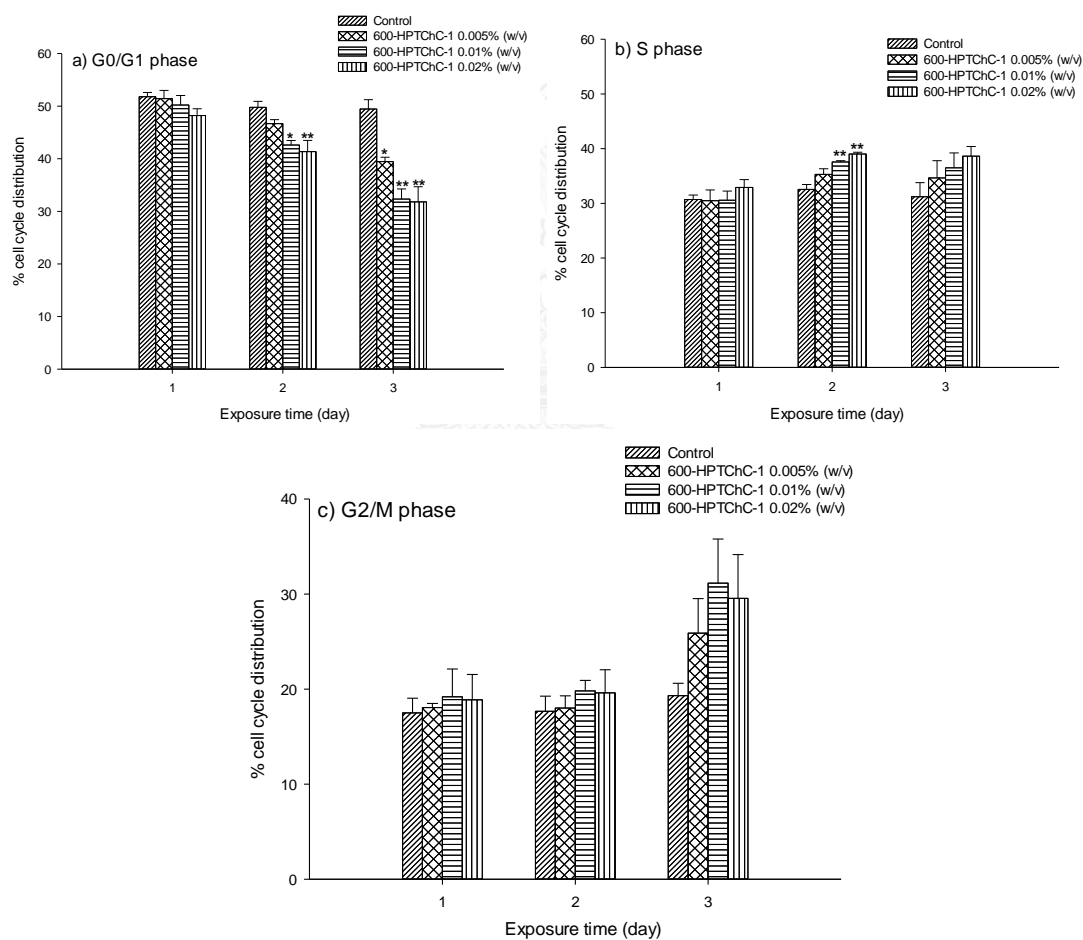 Control
600-HPTChC-1 0.005% (w/v)
600-HPTChC-1 0.01% (w/v)
600-HPTChC-1 0.02% (w/v)
a) G0/G1 phase
60
50
40
30
20
10
0
% cell cycle distribution
*
**
*
**
**
1
2
3
Exposure time (day)
Control
600-HPTChC-1 0.005% (w/v)
600-HPTChC-1 0.01% (w/v)
600-HPTChC-1 0.02% (w/v)
b) S phase
60
50
40
30
20
10
0
% cell cycle distribution
**
**
1
2
3
Exposure time (day)
Control
600-HPTChC-1 0.005% (w/v)
600-HPTChC-1 0.01% (w/v)
600-HPTChC-1 0.02% (w/v)
c) G2/M phase
40
30
20
10
0
% cell cycle distribution
1
2
3
Exposure time (day)